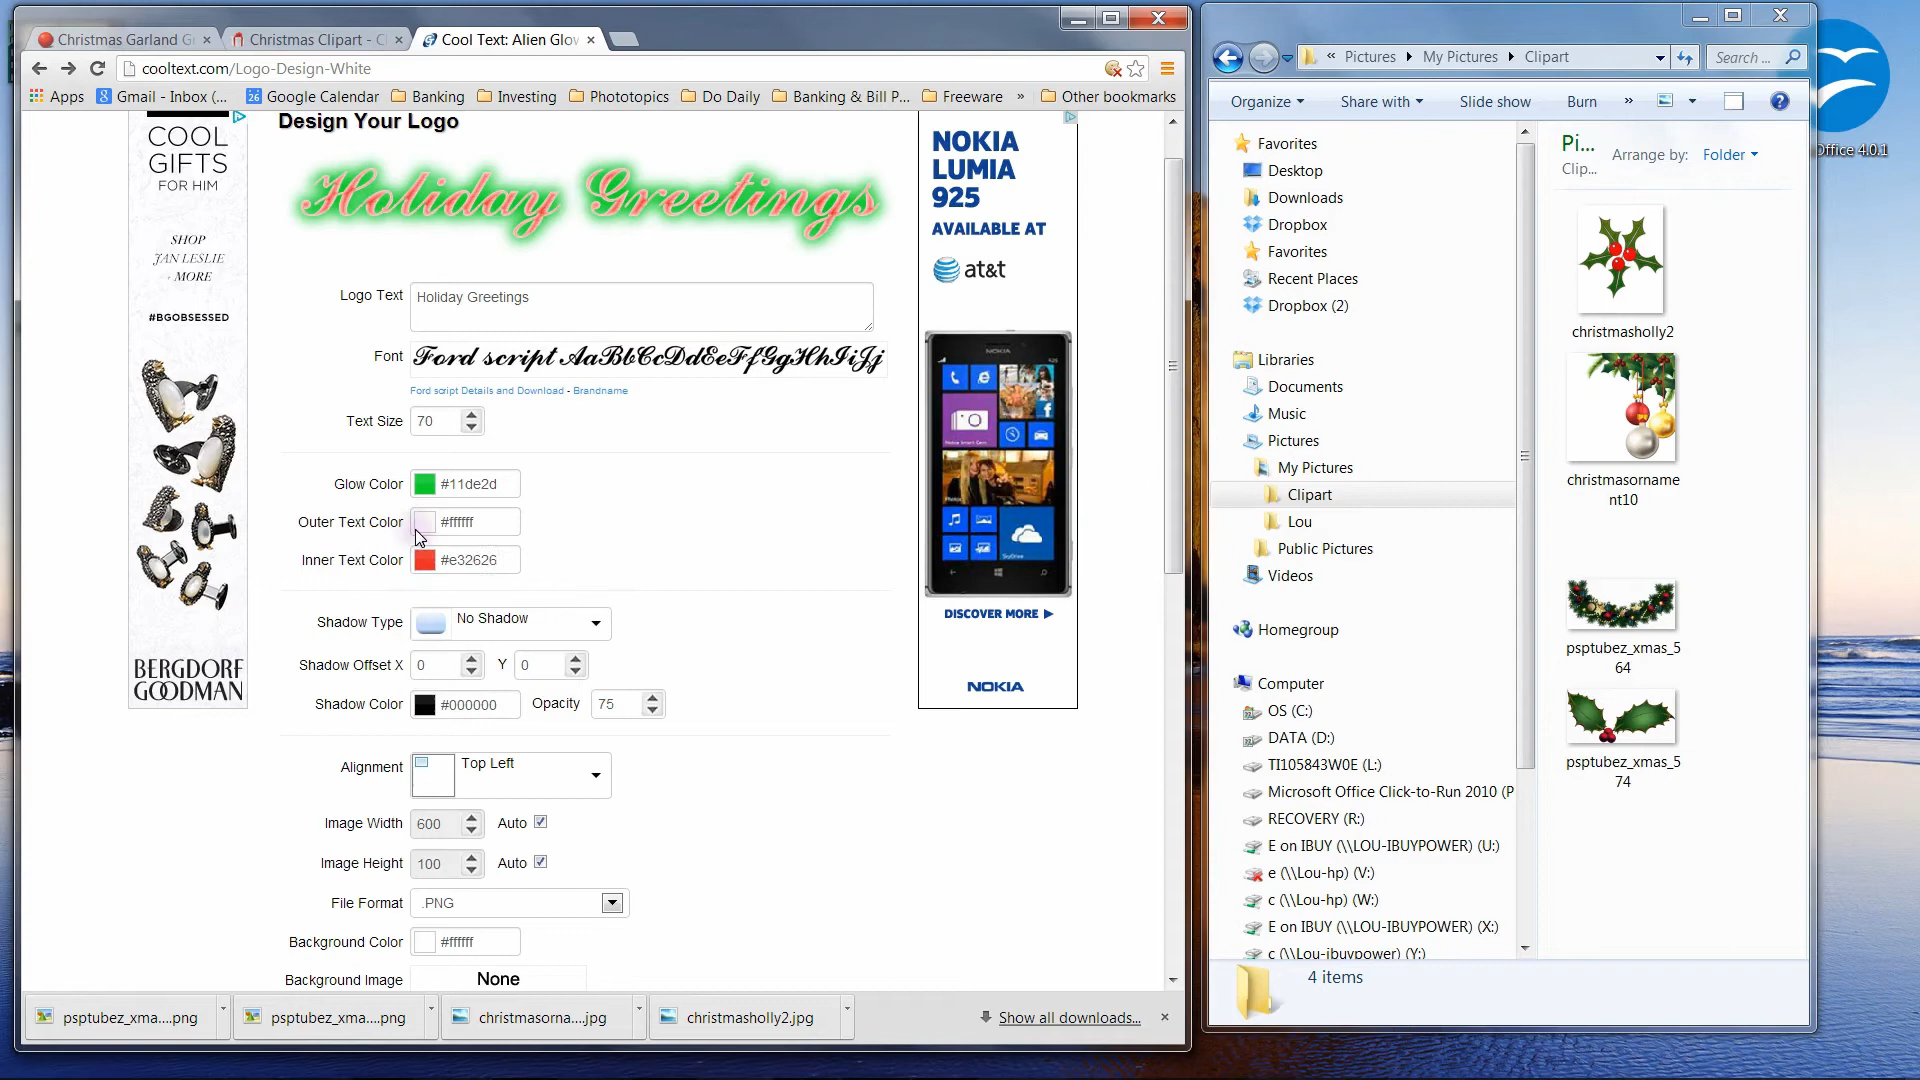 Christmas Garland G
Christmas Clipart - C
Cool Text: Alien Glov
cooltext.com/Logo-Design-White
Apps
Gmail - Inbox (...
Google Calendar
Banking
Investing
Phototopics
Do Daily
Banking & Bill P...
Freeware
»
Other bookmarks
COOL
GIFTS
FOR HIM
SHOP
JAN LESLIE
+ MORE
#BGOBSESSED
BERGDORF
GOODMAN
Design Your Logo
Holiday Greetings
Logo Text
Holiday Greetings
Font
Ford script AaBbCcDdEeFfGgHhIiJj
Ford script Details and Download - Brandname
Text Size
70
Glow Color
#11de2d
Outer Text Color
#ffffff
Inner Text Color
#e32626
Shadow Type
No Shadow
Shadow Offset X
0
Y
0
Shadow Color
#000000
Opacity
75
Alignment
Top Left
Image Width
600
Auto
Image Height
100
Auto
File Format
.PNG
Background Color
#ffffff
Background Image
None
NOKIA
LUMIA
925
AVAILABLE AT
at&t
NOKIA
DISCOVER MORE
NOKIA
psptubez_xma....png
psptubez_xma....png
christmasorna....jpg
christmasholly2.jpg
Show all downloads...
« Pictures
My Pictures
Clipart
Search ...
Organize
Share with
Slide show
Burn
»
Favorites
Desktop
Downloads
Dropbox
Favorites
Recent Places
Dropbox (2)
Libraries
Documents
Music
Pictures
My Pictures
Clipart
Lou
Public Pictures
Videos
Homegroup
Computer
OS (C:)
DATA (D:)
TI105843W0E (L:)
Microsoft Office Click-to-Run 2010 (P
RECOVERY (R:)
E on IBUY (\\LOU-IBUYPOWER) (U:)
e (\\Lou-hp) (V:)
c (\\Lou-hp) (W:)
E on IBUY (\\LOU-IBUYPOWER) (X:)
c (\\Lou-ibuypower) (Y:)
Pi...
Clip...
Arrange by:
Folder
christmasholly2
christmasorname
nt10
psptubez_xmas_5
64
psptubez_xmas_5
74
4 items
Office 4.0.1